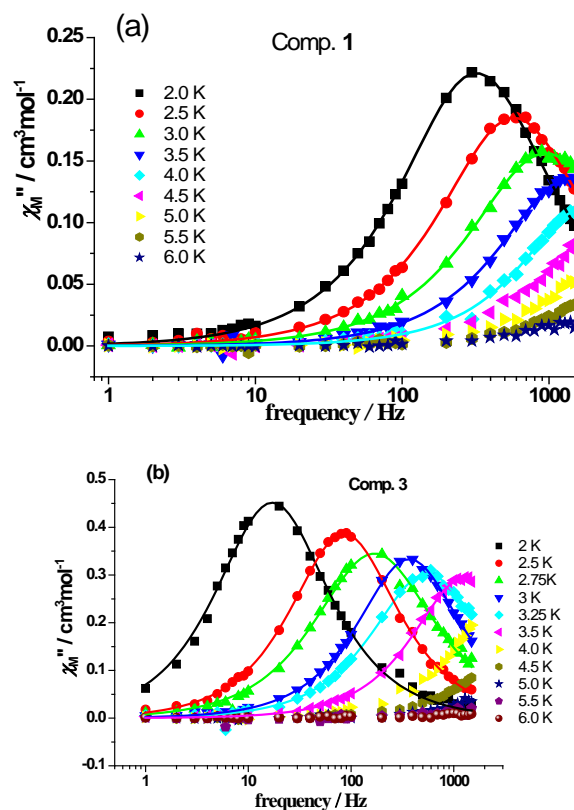 (a)
Comp. 1
0.25
0.20
0.15
0.10
0.05
0.00
χM'' / cm³mol⁻¹
2.0 K
2.5 K
3.0 K
3.5 K
4.0 K
4.5 K
5.0 K
5.5 K
6.0 K
1 10 100 1000
frequency / Hz
(b)
Comp. 3
0.5
0.4
0.3
0.2
0.1
0.0
-0.1
χM'' / cm³mol⁻¹
2 K
2.5 K
2.75K
3 K
3.25K
3.5 K
4.0 K
4.5 K
5.0 K
5.5 K
6.0 K
1 10 100 1000
frequency / Hz